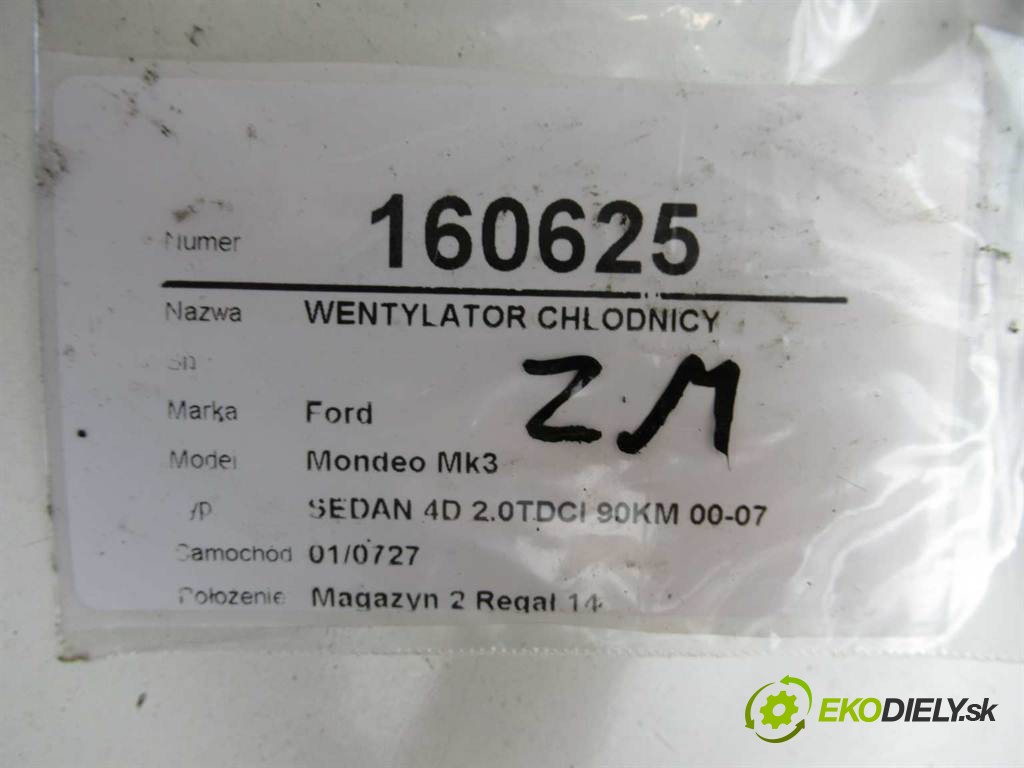 Numer 160625
Nazwa WENTYLATOR CHŁODNICY
ZM
Marka Ford
Model Mondeo Mk3
Typ SEDAN 4D 2.0TDCI 90KM 00-07
Samochód 01/0727
Położenie Magazyn 2 Regał 14
EKODIELY.sk